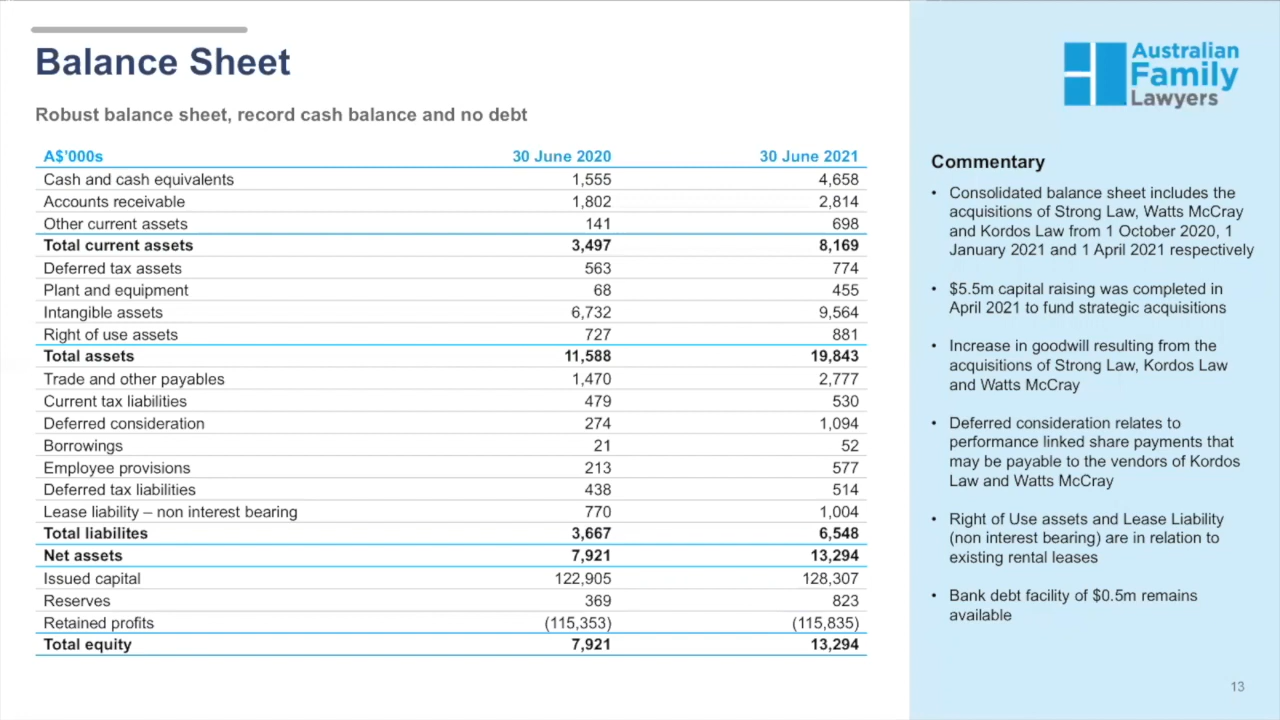 Balance Sheet
Robust balance sheet, record cash balance and no debt
A$'000s 30 June 2020 30 June 2021
Cash and cash equivalents 1,555 4,658
Accounts receivable 1,802 2,814
Other current assets 141 698
Total current assets 3,497 8,169
Deferred tax assets 563 774
Plant and equipment 68 455
Intangible assets 6,732 9,564
Right of use assets 727 881
Total assets 11,588 19,843
Trade and other payables 1,470 2,777
Current tax liabilities 479 530
Deferred consideration 274 1,094
Borrowings 21 52
Employee provisions 213 577
Deferred tax liabilities 438 514
Lease liability – non interest bearing 770 1,004
Total liabilites 3,667 6,548
Net assets 7,921 13,294
Issued capital 122,905 128,307
Reserves 369 823
Retained profits (115,353) (115,835)
Total equity 7,921 13,294
Australian
Family
Lawyers
Commentary
• Consolidated balance sheet includes the
acquisitions of Strong Law, Watts McCray
and Kordos Law from 1 October 2020, 1
January 2021 and 1 April 2021 respectively
• $5.5m capital raising was completed in
April 2021 to fund strategic acquisitions
• Increase in goodwill resulting from the
acquisitions of Strong Law, Kordos Law
and Watts McCray
• Deferred consideration relates to
performance linked share payments that
may be payable to the vendors of Kordos
Law and Watts McCray
• Right of Use assets and Lease Liability
(non interest bearing) are in relation to
existing rental leases
• Bank debt facility of $0.5m remains
available
13